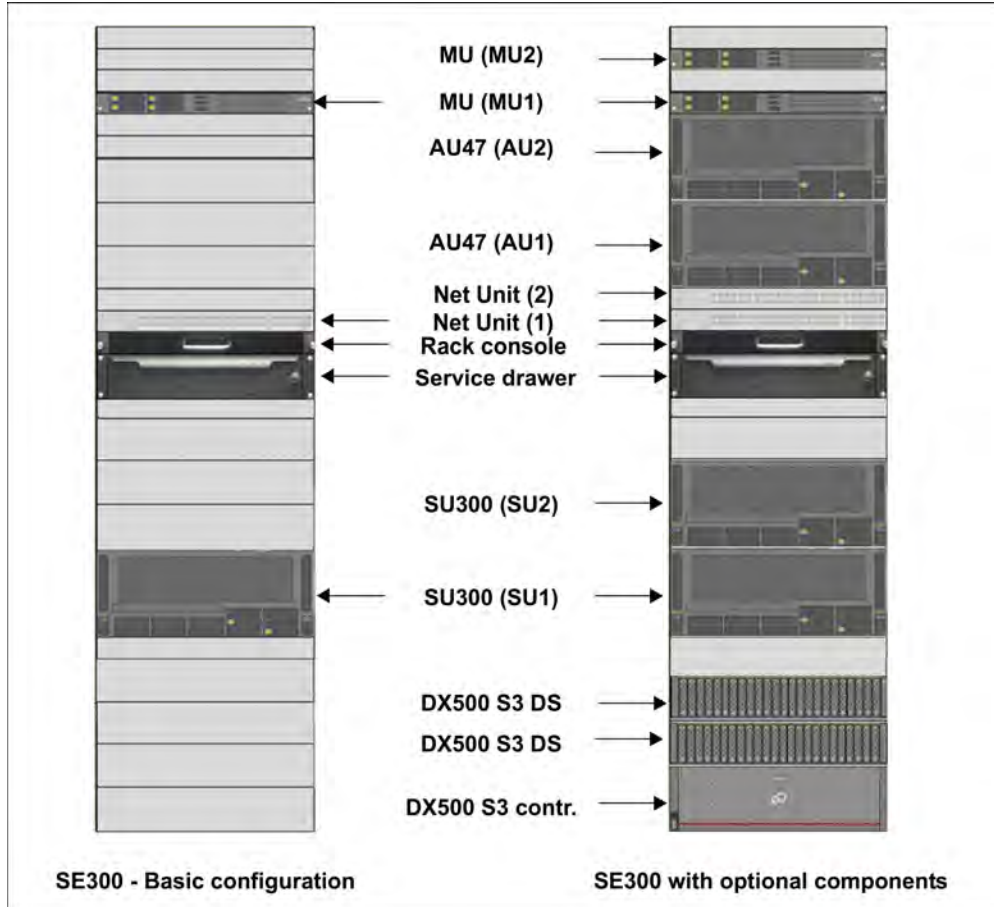 MU (MU2)
MU (MU1)
AU47 (AU2)
AU47 (AU1)
Net Unit (2)
Net Unit (1)
Rack console
Service drawer
SU300 (SU2)
SU300 (SU1)
DX500 S3 DS
DX500 S3 DS
DX500 S3 contr.
SE300 - Basic configuration
SE300 with optional components